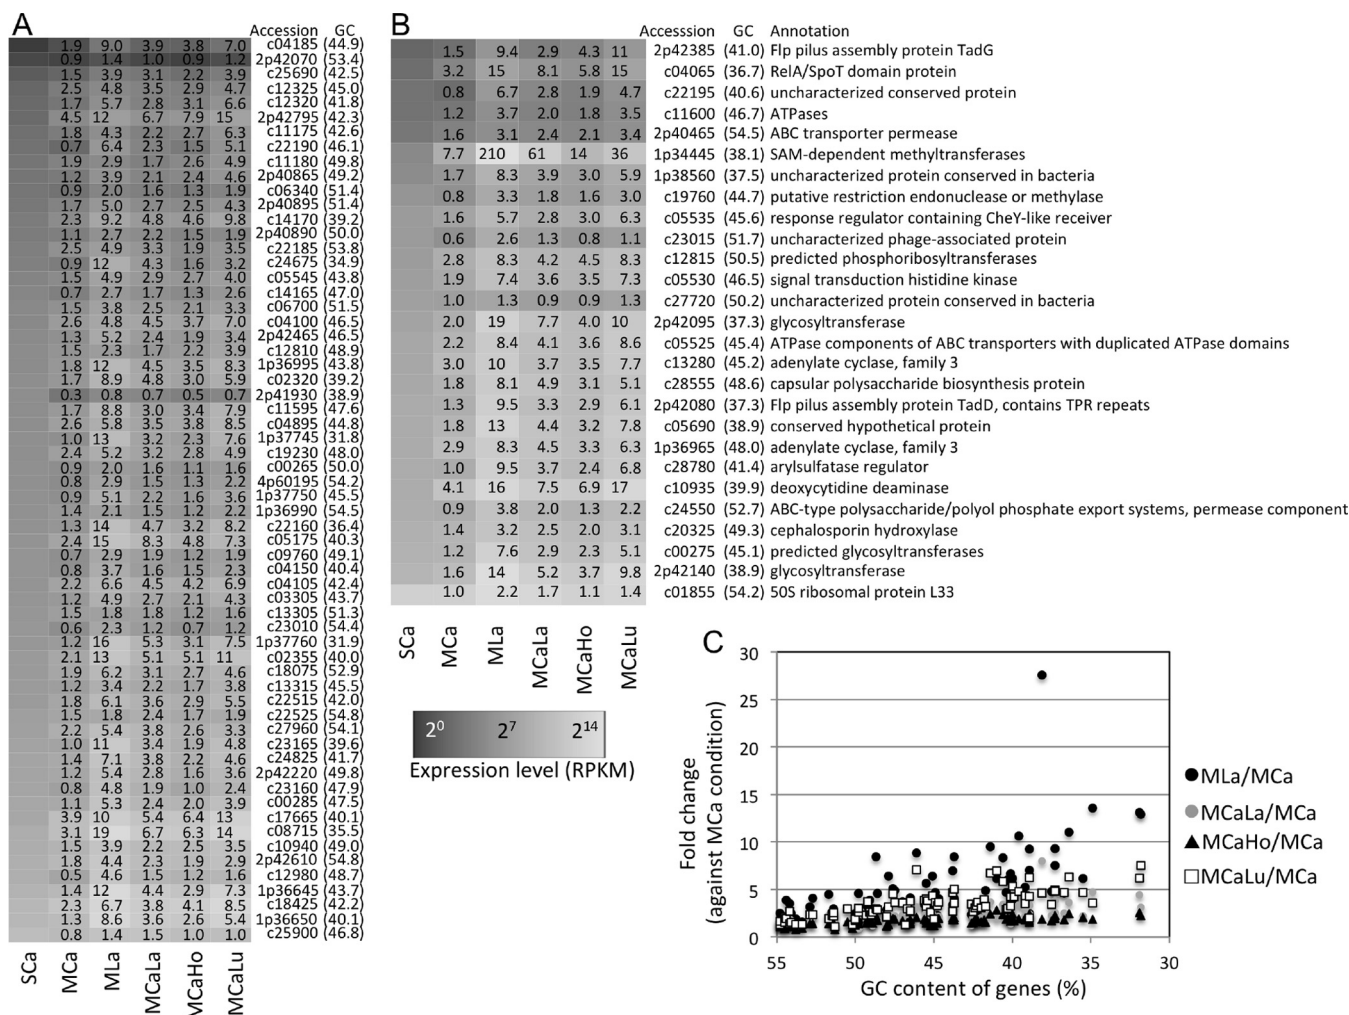 A
Accession GC
1.9 9.0 3.9 3.8 7.0 c04185 (44.9)
0.9 1.4 1.0 0.9 1.2 2p42070 (53.4)
1.5 3.9 3.1 2.2 3.9 c25690 (42.5)
2.5 4.8 3.5 2.9 4.7 c12325 (45.0)
1.7 5.7 2.8 3.1 6.6 c12320 (41.8)
4.5 12 6.7 7.9 15 2p42795 (42.3)
1.8 4.3 2.2 2.7 6.3 c11175 (42.6)
0.7 6.4 2.3 1.5 5.1 c22190 (46.1)
1.9 2.9 1.7 2.6 4.9 c11180 (49.8)
1.2 3.9 2.1 2.4 4.6 2p40865 (49.2)
0.9 2.0 1.6 1.3 1.9 c06340 (51.4)
1.7 5.0 2.7 2.5 4.3 2p40895 (51.4)
2.3 9.2 4.8 4.6 9.8 c14170 (39.2)
1.1 2.7 2.2 1.5 1.9 2p40890 (50.0)
2.5 4.9 3.3 1.9 3.5 c22185 (53.8)
0.9 12 4.3 1.6 3.2 c24675 (34.9)
1.5 4.9 2.9 2.7 4.0 c05545 (43.8)
0.7 2.7 1.7 1.3 2.6 c14165 (47.0)
1.5 3.8 2.5 2.1 3.3 c06700 (51.5)
2.6 4.8 4.5 3.7 7.0 c04100 (46.5)
1.3 5.2 2.4 1.9 3.4 2p42465 (46.5)
1.5 2.3 1.7 2.2 3.9 c12810 (48.9)
1.8 12 4.5 3.5 8.3 1p36995 (43.8)
1.7 8.9 4.8 3.0 5.9 c02320 (39.2)
0.3 0.8 0.7 0.5 0.7 2p41930 (38.9)
1.7 8.8 3.0 3.4 7.9 c11595 (47.6)
2.6 5.8 3.5 3.8 8.5 c04895 (44.8)
1.0 13 3.2 2.3 7.6 1p37745 (31.8)
2.4 5.2 3.2 2.8 4.9 c19230 (48.0)
0.9 2.0 1.6 1.1 1.6 c00265 (50.0)
0.8 2.9 1.5 1.3 2.2 4p60195 (54.2)
0.9 5.1 2.2 1.6 3.6 1p37750 (45.5)
1.4 2.1 1.5 1.2 2.2 1p36990 (54.5)
1.3 14 4.7 3.2 8.2 c22160 (36.4)
2.4 15 8.3 4.8 7.3 c05175 (40.3)
0.7 2.9 1.9 1.2 1.9 c09760 (49.1)
0.8 3.7 1.6 1.5 2.3 c04150 (40.4)
2.2 6.6 4.5 4.2 6.9 c04105 (42.4)
1.2 4.9 2.7 2.1 4.3 c03305 (43.7)
1.5 1.8 1.8 1.2 1.6 c13305 (51.3)
0.6 2.3 1.2 0.7 1.2 c23010 (54.4)
1.2 16 5.3 3.1 7.5 1p37760 (31.9)
2.1 13 5.1 5.1 11 c02355 (40.0)
1.9 6.2 3.1 2.7 4.6 c18075 (52.9)
1.2 3.4 2.2 1.7 3.8 c13315 (45.5)
1.8 6.1 3.6 2.9 5.5 c22515 (42.0)
1.5 1.8 2.4 1.7 1.9 c22525 (54.8)
2.2 5.4 3.8 2.6 3.3 c27960 (54.1)
1.0 11 3.4 1.9 4.8 c23165 (39.6)
1.4 7.1 3.8 2.2 4.6 c24825 (41.7)
1.2 5.4 2.8 1.6 3.6 2p42220 (49.8)
0.8 4.8 1.9 1.0 2.4 c23160 (47.9)
1.1 5.3 2.4 2.0 3.9 c00285 (47.5)
3.9 10 5.4 6.4 13 c17665 (40.1)
3.1 19 6.7 6.3 14 c08715 (35.5)
1.5 3.9 2.2 2.5 3.5 c10940 (49.0)
1.8 4.4 2.3 1.9 2.9 2p42610 (54.8)
0.5 4.6 1.5 1.2 1.6 c12980 (48.7)
1.4 12 4.4 2.9 7.3 1p36645 (43.7)
2.3 6.7 3.8 4.1 8.5 c18425 (42.2)
1.3 8.6 3.6 2.6 5.4 1p36650 (40.1)
0.8 1.4 1.5 1.0 1.0 c25900 (46.8)
SCa MCa MLa MCaLa MCaHo MCaLu
B
Accesssion GC Annotation
1.5 9.4 2.9 4.3 11 2p42385 (41.0) Flp pilus assembly protein TadG
3.2 15 8.1 5.8 15 c04065 (36.7) RelA/SpoT domain protein
0.8 6.7 2.8 1.9 4.7 c22195 (40.6) uncharacterized conserved protein
1.2 3.7 2.0 1.8 3.5 c11600 (46.7) ATPases
1.6 3.1 2.4 2.1 3.4 2p40465 (54.5) ABC transporter permease
7.7 210 61 14 36 1p34445 (38.1) SAM-dependent methyltransferases
1.7 8.3 3.9 3.0 5.9 1p38560 (37.5) uncharacterized protein conserved in bacteria
0.8 3.3 1.8 1.6 3.0 c19760 (44.7) putative restriction endonuclease or methylase
1.6 5.7 2.8 3.0 6.3 c05535 (45.6) response regulator containing CheY-like receiver
0.6 2.6 1.3 0.8 1.1 c23015 (51.7) uncharacterized phage-associated protein
2.8 8.3 4.2 4.5 8.3 c12815 (50.5) predicted phosphoribosyltransferases
1.9 7.4 3.6 3.5 7.3 c05530 (46.5) signal transduction histidine kinase
1.0 1.3 0.9 0.9 1.3 c27720 (50.2) uncharacterized protein conserved in bacteria
2.0 19 7.7 4.0 10 2p42095 (37.3) glycosyltransferase
2.2 8.4 4.1 3.6 8.6 c05525 (45.4) ATPase components of ABC transporters with duplicated ATPase domains
3.0 10 3.7 3.5 7.7 c13280 (45.2) adenylate cyclase, family 3
1.8 8.1 4.9 3.1 5.1 c28555 (48.6) capsular polysaccharide biosynthesis protein
1.3 9.5 3.3 2.9 6.1 2p42080 (37.3) Flp pilus assembly protein TadD, contains TPR repeats
1.8 13 4.4 3.2 7.8 c05690 (38.9) conserved hypothetical protein
2.9 8.3 4.5 3.3 6.3 1p36965 (48.0) adenylate cyclase, family 3
1.0 9.5 3.7 2.4 6.8 c28780 (41.4) arylsulfatase regulator
4.1 16 7.5 6.9 17 c10935 (39.9) deoxycytidine deaminase
0.9 3.8 2.0 1.3 2.2 c24550 (52.7) ABC-type polysaccharide/polyol phosphate export systems, permease component
1.4 3.2 2.5 2.0 3.1 c20325 (49.3) cephalosporin hydroxylase
1.2 7.6 2.9 2.3 5.1 c00275 (45.1) predicted glycosyltransferases
1.6 14 5.2 3.7 9.8 2p42140 (38.9) glycosyltransferase
1.0 2.2 1.7 1.1 1.4 c01855 (54.2) 50S ribosomal protein L33
SCa MCa MLa MCaLa MCaHo MCaLu
2⁰ 2⁷ 2¹⁴
Expression level (RPKM)
C
Fold change
(against MCa condition)
30
25
20
15
10
5
0
55 50 45 40 35 30
GC content of genes (%)
MLa/MCa
MCaLa/MCa
MCaHo/MCa
MCaLu/MCa